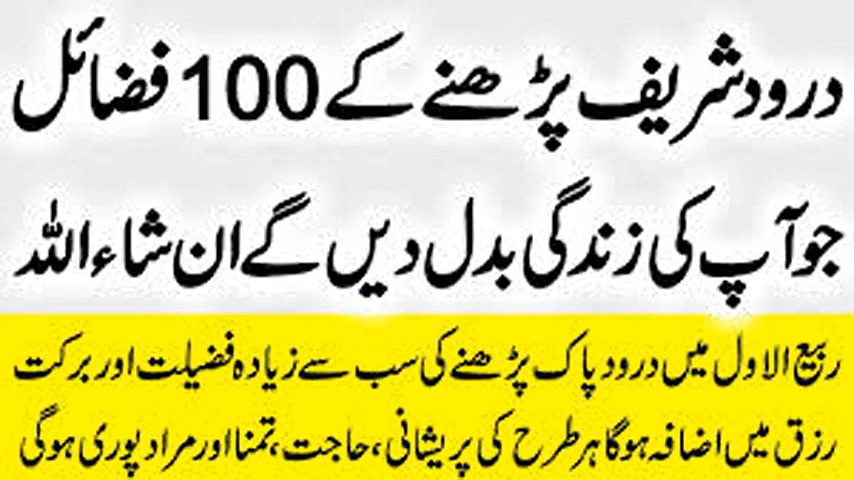 درود شریف پڑھنے کے 100 فضائل
جو آپ کی زندگی بدل دیں گے ان شاء اللہ
ربیع الاول میں درود پاک پڑھنے کی سب سے زیادہ فضیلت اور برکت
رزق میں اضافہ ہوگا ہر طرح کی پریشانی، حاجت، تمنا اور مراد پوری ہوگی